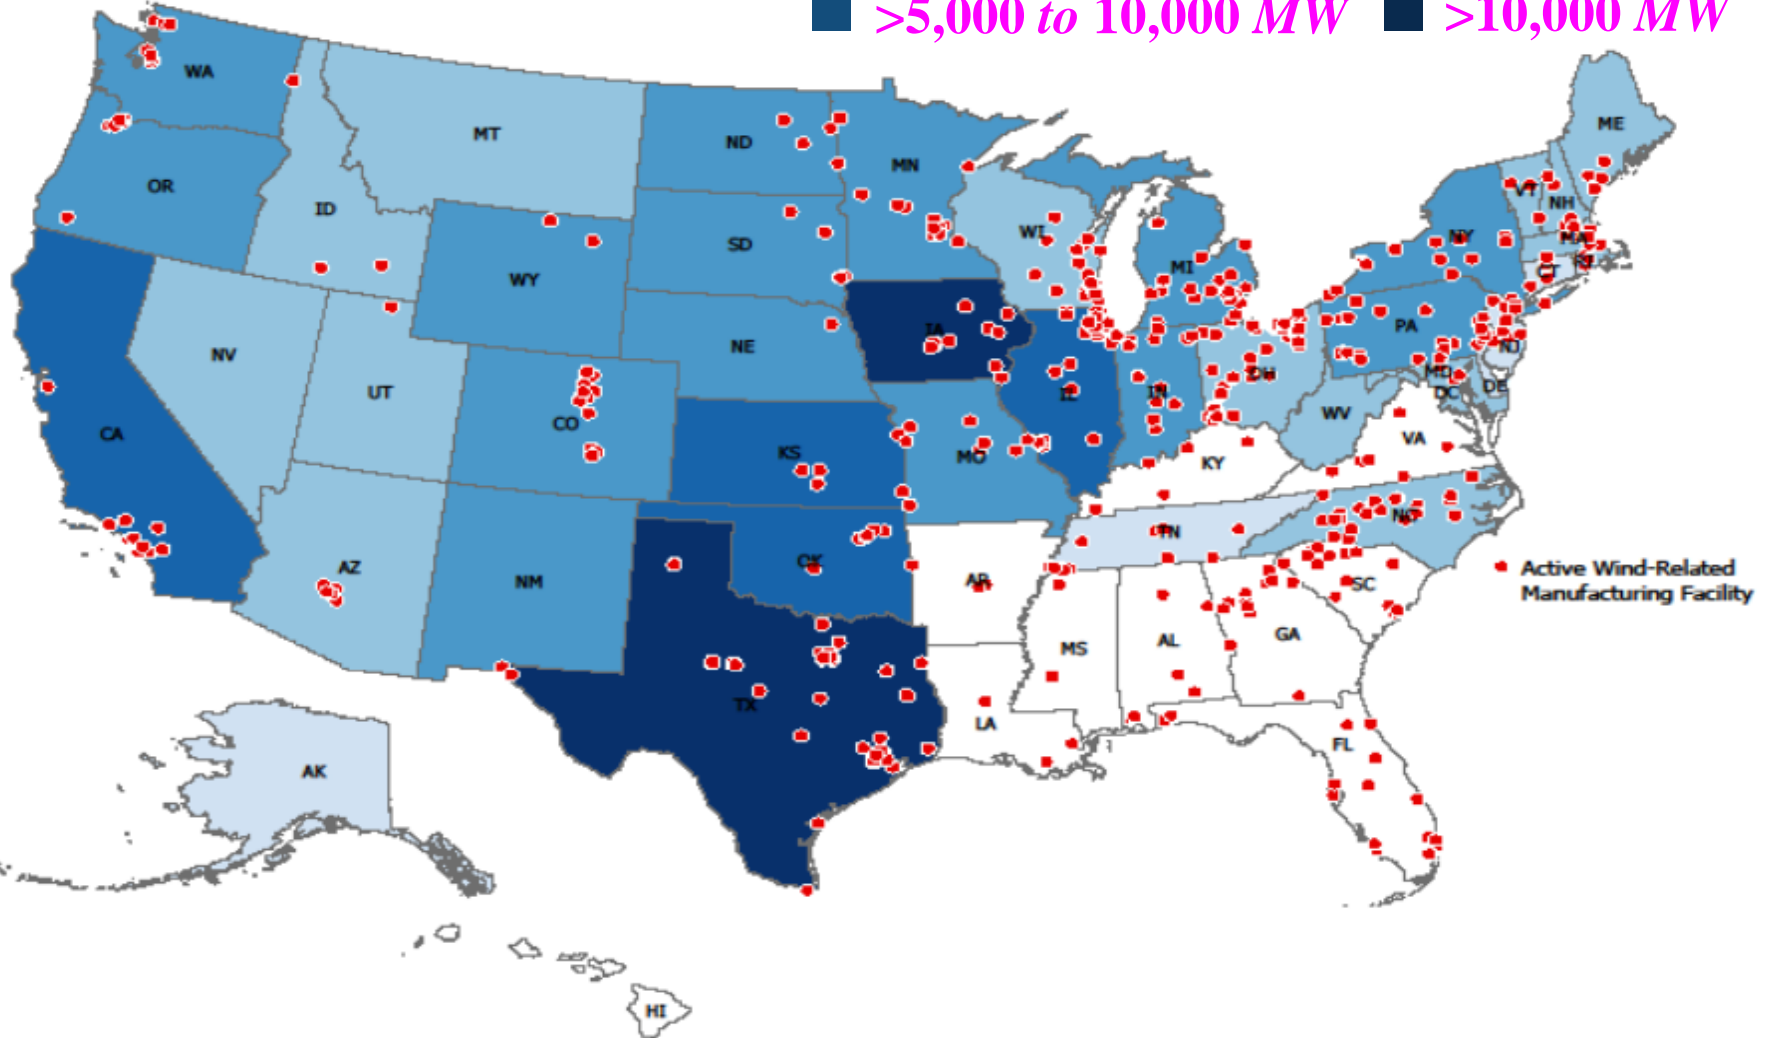 >5,000 to 10,000 MW >10,000 MW
WA
MT
ME
ND
MN
OR
VT
NH
ID
WI
NY
MA
SD
MI
CT
RI
WY
IA
PA
NV
NE
NJ
MD
OH
DE
UT
IL
IN
DC
CO
WV
CA
KS
MO
VA
KY
NC
TN
AZ
OK
NM
AR
SC
Active Wind-Related
Manufacturing Facility
MS
AL
GA
TX
LA
FL
AK
HI